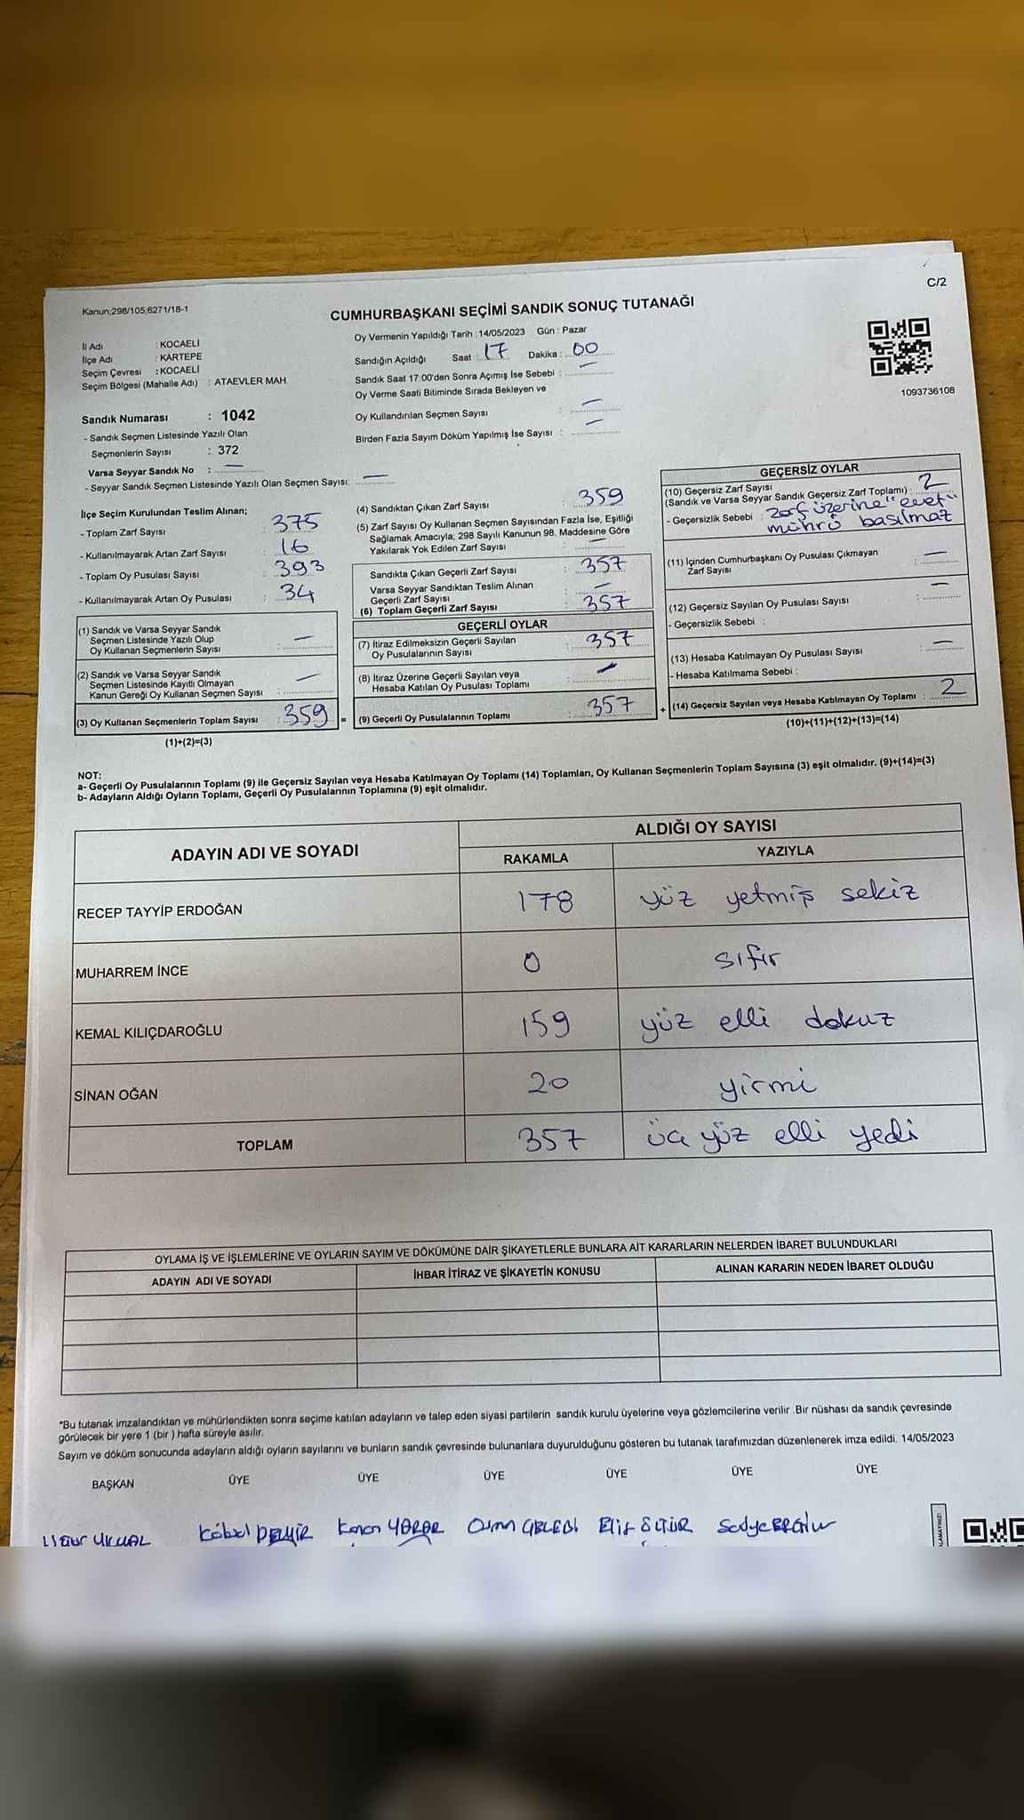 C/2
Kanun;298/105;6271/18-1
CUMHURBAŞKANI SEÇİMİ SANDIK SONUÇ TUTANAĞI
İl Adı : KOCAELİ
İlçe Adı : KARTEPE
Seçim Çevresi : KOCAELİ
Seçim Bölgesi (Mahalle Adı) : ATAEVLER MAH.
Sandık Numarası : 1042
- Sandık Seçmen Listesinde Yazılı Olan
Seçmenlerin Sayısı : 372
Varsa Seyyar Sandık No : —
- Seyyar Sandık Seçmen Listesinde Yazılı Olan Seçmen Sayısı: —
Oy Vermenin Yapıldığı Tarih : 14/05/2023 Gün : Pazar
Sandığın Açıldığı Saat : 17 Dakika : 00
Sandık Saat 17:00'den Sonra Açımış İse Sebebi : —
Oy Verme Saati Bitiminde Sırada Bekleyen ve
Oy Kullandırılan Seçmen Sayısı : —
Birden Fazla Sayım Döküm Yapılmış İse Sayısı : —
1093736108
İlçe Seçim Kurulundan Teslim Alınan;
- Toplam Zarf Sayısı : 375
- Kullanılmayarak Artan Zarf Sayısı : 16
- Toplam Oy Pusulası Sayısı : 393
- Kullanılmayarak Artan Oy Pusulası : 34
(1) Sandık ve Varsa Seyyar Sandık
Seçmen Listesinde Yazılı Olup
Oy Kullanan Seçmenlerin Sayısı : —
(2) Sandık ve Varsa Seyyar Sandık
Seçmen Listesinde Kayıtlı Olmayan
Kanun Gereği Oy Kullanan Seçmen Sayısı : —
(3) Oy Kullanan Seçmenlerin Toplam Sayısı : 359 =
(1)+(2)=(3)
(4) Sandıktan Çıkan Zarf Sayısı : 359
(5) Zarf Sayısı Oy Kullanan Seçmen Sayısından Fazla İse, Eşitliği
Sağlamak Amacıyla; 298 Sayılı Kanunun 98. Maddesine Göre
Yakılarak Yok Edilen Zarf Sayısı : —
Sandıkta Çıkan Geçerli Zarf Sayısı : 357
Varsa Seyyar Sandıktan Teslim Alınan
Geçerli Zarf Sayısı : —
(6) Toplam Geçerli Zarf Sayısı : 357
GEÇERLİ OYLAR
(7) İtiraz Edilmeksizin Geçerli Sayılan
Oy Pusulalarının Sayısı : 357
(8) İtiraz Üzerine Geçerli Sayılan veya
Hesaba Katılan Oy Pusulası Toplamı : —
(9) Geçerli Oy Pusulalarının Toplamı : 357 +
GEÇERSİZ OYLAR
(10) Geçersiz Zarf Sayısı
(Sandık ve Varsa Seyyar Sandık Geçersiz Zarf Toplamı) : 2
- Geçersizlik Sebebi : Zarf üzerine "evet"
mührü basılmaz
(11) İçinden Cumhurbaşkanı Oy Pusulası Çıkmayan
Zarf Sayısı : —
(12) Geçersiz Sayılan Oy Pusulası Sayısı : —
- Geçersizlik Sebebi :
(13) Hesaba Katılmayan Oy Pusulası Sayısı : —
- Hesaba Katılmama Sebebi :
(14) Geçersiz Sayılan veya Hesaba Katılmayan Oy Toplamı : 2
(10)+(11)+(12)+(13)=(14)
NOT:
a- Geçerli Oy Pusulalarının Toplamı (9) ile Geçersiz Sayılan veya Hesaba Katılmayan Oy Toplamı (14) Toplamları, Oy Kullanan Seçmenlerin Toplam Sayısına (3) eşit olmalıdır. (9)+(14)=(3)
b- Adayların Aldığı Oyların Toplamı, Geçerli Oy Pusulalarının Toplamına (9) eşit olmalıdır.
ADAYIN ADI VE SOYADI
ALDIĞI OY SAYISI
RAKAMLA YAZIYLA
RECEP TAYYİP ERDOĞAN 178 yüz yetmiş sekiz
MUHARREM İNCE 0 sıfır
KEMAL KILIÇDAROĞLU 159 yüz elli dokuz
SİNAN OĞAN 20 yirmi
TOPLAM 357 üç yüz elli yedi
OYLAMA İŞ VE İŞLEMLERİNE VE OYLARIN SAYIM VE DÖKÜMÜNE DAİR ŞİKAYETLERLE BUNLARA AİT KARARLARIN NELERDEN İBARET BULUNDUKLARI
ADAYIN ADI VE SOYADI İHBAR İTİRAZ VE ŞİKAYETİN KONUSU ALINAN KARARIN NEDEN İBARET OLDUĞU
*Bu tutanak imzalandıktan ve mühürlendikten sonra seçime katılan adayların ve talep eden siyasi partilerin sandık kurulu üyelerine veya gözlemcilerine verilir .Bir nüshası da sandık çevresinde
görülecek bir yere 1 (bir ) hafta süreyle asılır.
Sayım ve döküm sonucunda adayların aldığı oyların sayılarını ve bunların sandık çevresinde bulunanlara duyurulduğunu gösteren bu tutanak tarafımızdan düzenlenerek imza edildi. 14/05/2023
BAŞKAN ÜYE ÜYE ÜYE ÜYE ÜYE ÜYE
DEMİR Kenan YARAR ÇELEBİ Elif